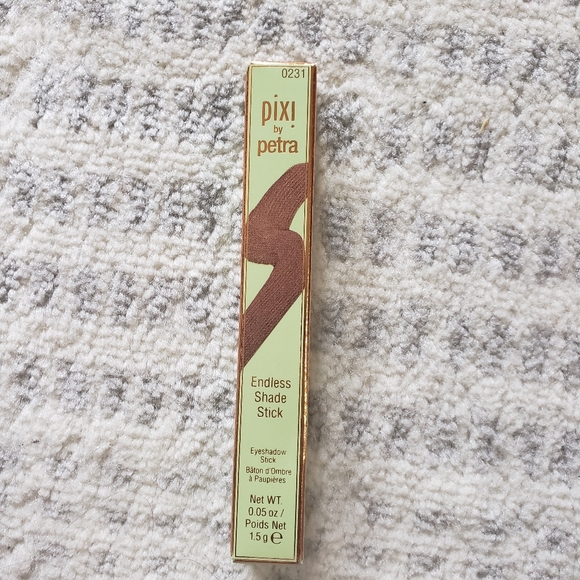 0231
pixi
by
petra
Endless
Shade
Stick
Eyeshadow
Stick
Bâton d'Ombre
à Paupières
Net WT.
0.05 oz /
Poids Net
1.5 g ℮